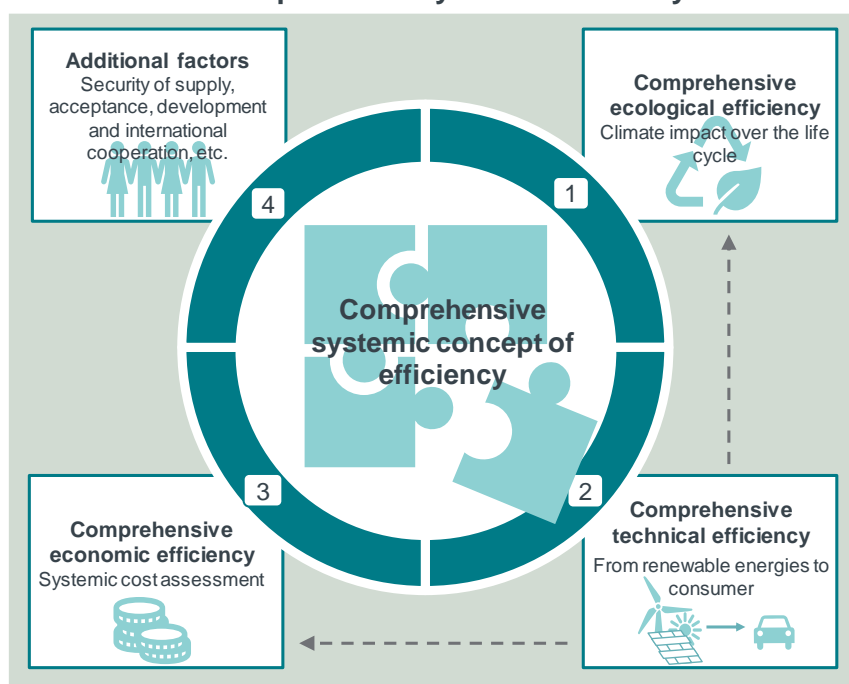 Additional factors
Security of supply,
acceptance, development
and international
cooperation, etc.
Comprehensive
ecological efficiency
Climate impact over the life
cycle
4
1
Comprehensive
systemic concept of
efficiency
3
2
Comprehensive
economic efficiency
Systemic cost assessment
Comprehensive
technical efficiency
From renewable energies to
consumer